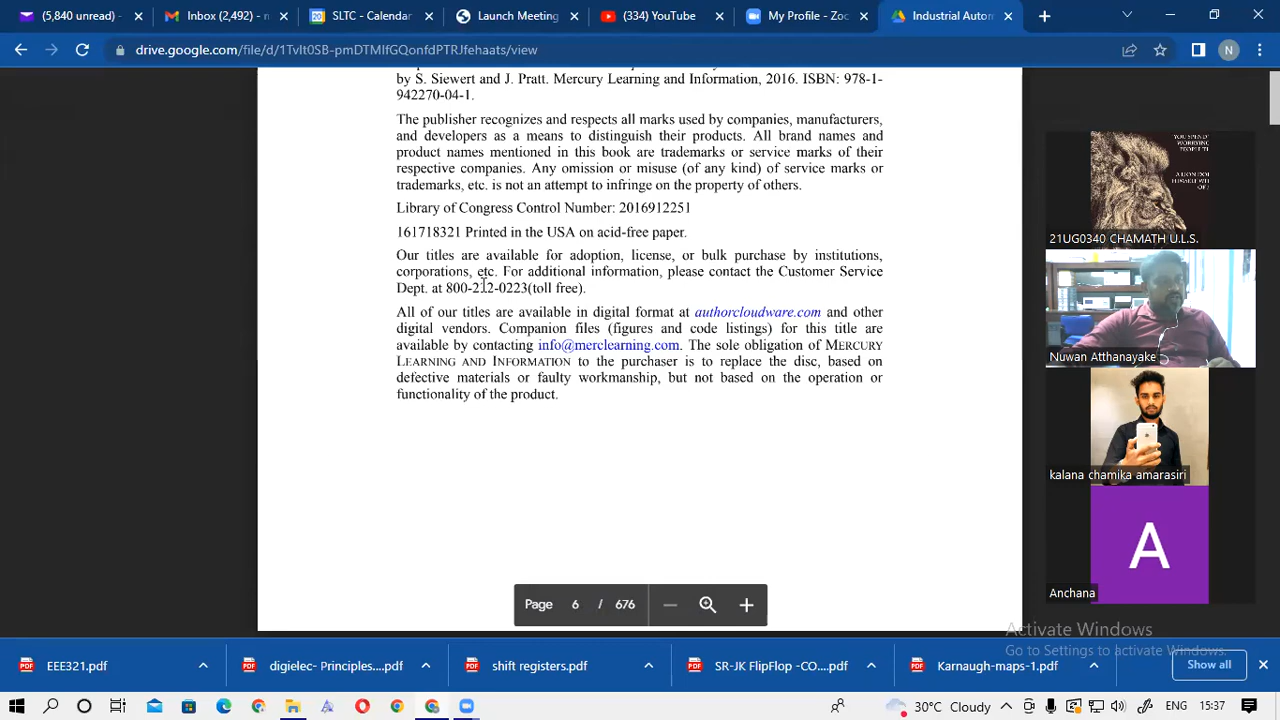 (840 unread) - n
Inbox (2,492) - n
SLTC - Calendar
Launch Meeting
(334) YouTube
My Profile - Zoc
Industrial Autor
drive.google.com/file/d/1TvIt0SB-pmDTMIfGQonfdPTRJfehaats/view
N
by S. Siewert and J. Pratt. Mercury Learning and Information, 2016. ISBN: 978-1-
942270-04-1.
The publisher recognizes and respects all marks used by companies, manufacturers,
and developers as a means to distinguish their products. All brand names and
product names mentioned in this book are trademarks or service marks of their
respective companies. Any omission or misuse (of any kind) of service marks or
trademarks, etc. is not an attempt to infringe on the property of others.
Library of Congress Control Number: 2016912251
161718321 Printed in the USA on acid-free paper.
Our titles are available for adoption, license, or bulk purchase by institutions,
corporations, etc. For additional information, please contact the Customer Service
Dept. at 800-232-0223(toll free).
All of our titles are available in digital format at authorcloudware.com and other
digital vendors. Companion files (figures and code listings) for this title are
available by contacting info@merclearning.com. The sole obligation of MERCURY
LEARNING AND INFORMATION to the purchaser is to replace the disc, based on
defective materials or faulty workmanship, but not based on the operation or
functionality of the product.
Page 6 / 676
YOU SPEND
WORRYING
PEOPLE
A LION DO
21UG0340 CHAMATH U.L.S.
Nuwan Atthanayake
kalana chamika amarasiri
A
Anchana
Activate Windows
Go to Settings to activate Windows.
EEE321.pdf
digielec- Principles....pdf
shift registers.pdf
SR-JK FlipFlop -CO....pdf
Karnaugh-maps-1.pdf
Show all
30°C Cloudy
ENG
15:37